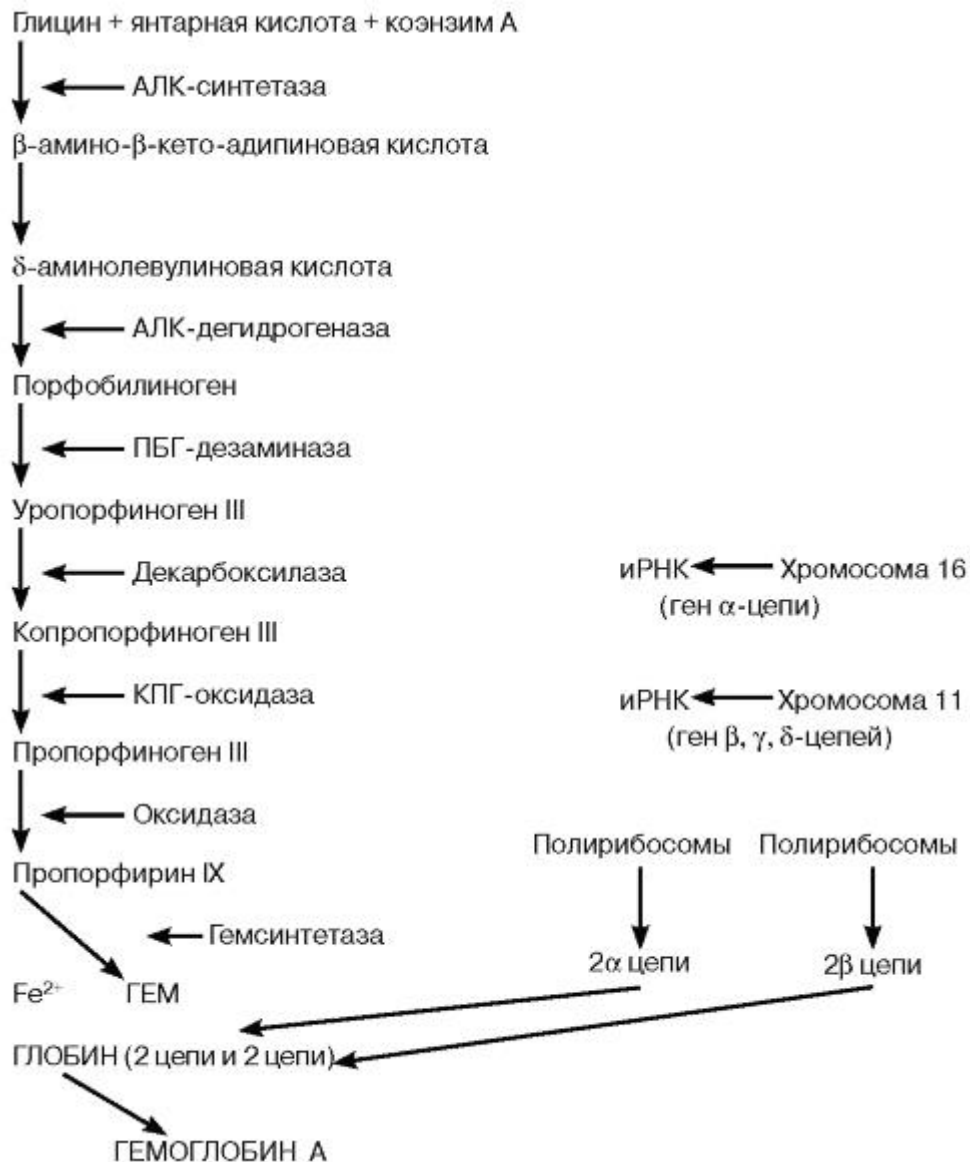 Глицин + янтарная кислота + коэнзим А
АЛК-синтетаза
β-амино-β-кето-адипиновая кислота
δ-аминолевулиновая кислота
АЛК-дегидрогеназа
Порфобилиноген
ПБГ-дезаминаза
Уропорфиноген III
Декарбоксилаза
иРНК Хромосома 16
(ген α-цепи)
Копропорфиноген III
КПГ-оксидаза
иРНК Хромосома 11
(ген β, γ, δ-цепей)
Пропорфиноген III
Оксидаза
Полирибосомы Полирибосомы
Пропорфирин IX
Гемсинтетаза
2α цепи 2β цепи
Fe²⁺ ГЕМ
ГЛОБИН (2 цепи и 2 цепи)
ГЕМОГЛОБИН А